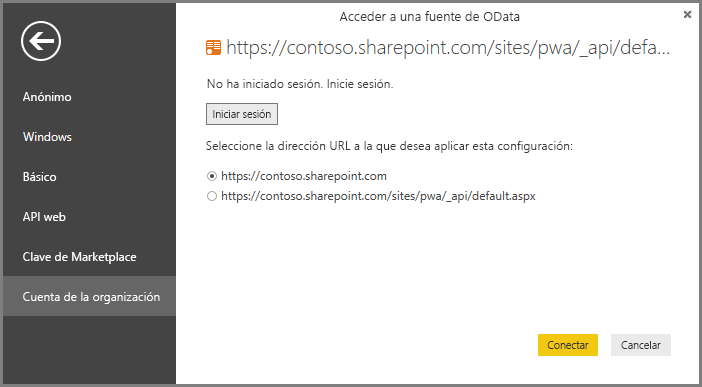 Acceder a una fuente de OData
https://contoso.sharepoint.com/sites/pwa/_api/defa...
Anónimo
Windows
Básico
API web
Clave de Marketplace
Cuenta de la organización
No ha iniciado sesión. Inicie sesión.
Iniciar sesión
Seleccione la dirección URL a la que desea aplicar esta configuración:
https://contoso.sharepoint.com
https://contoso.sharepoint.com/sites/pwa/_api/default.aspx
Conectar
Cancelar